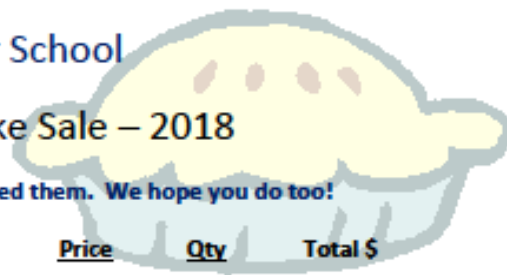 School
ke Sale – 2018
ed them.  We hope you do too!
Price Qty Total $